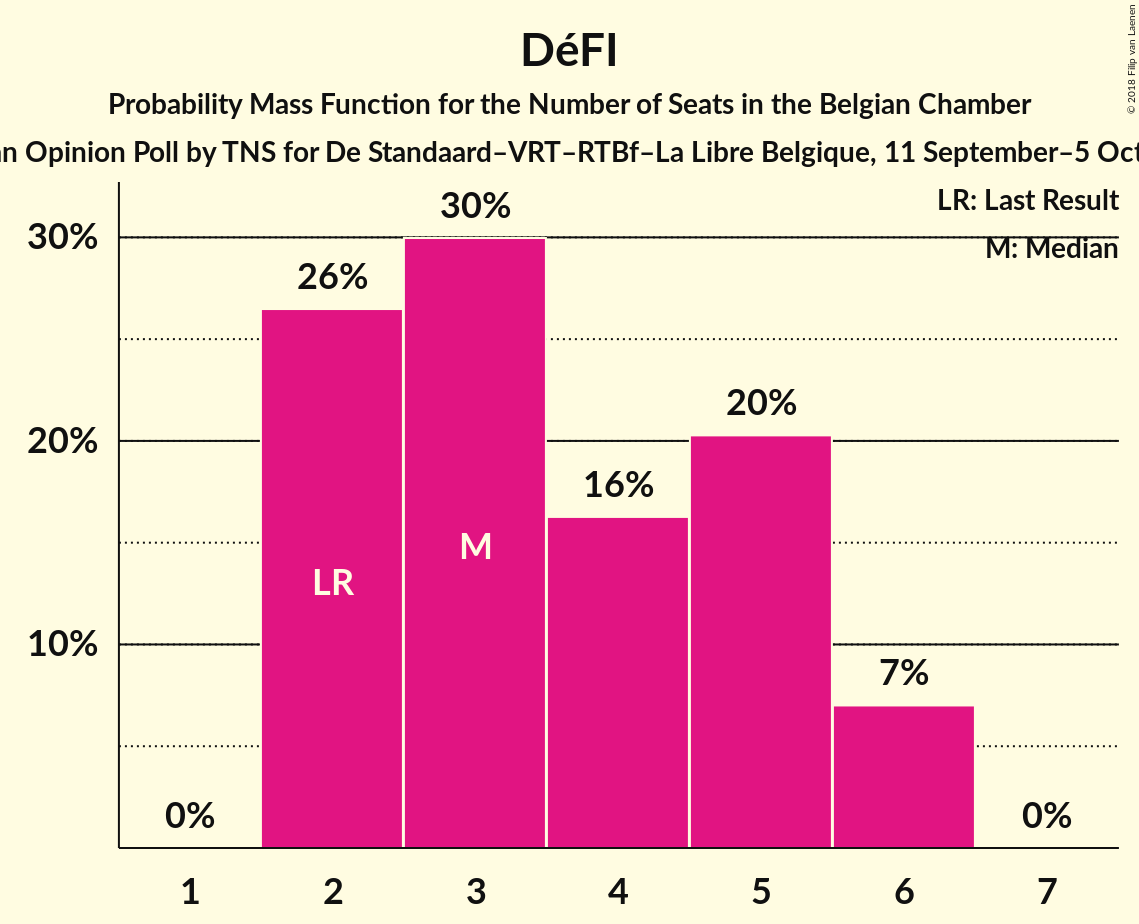 DéFI
Probability Mass Function for the Number of Seats in the Belgian Chamber
Opinion Poll by TNS for De Standaard–VRT–RTBf–La Libre Belgique, 11 September–5
© 2018 Filip van Laenen
LR: Last Result
M: Median
30%
20%
10%
0%
26%
30%
16%
20%
7%
0%
LR
M
1 2 3 4 5 6 7